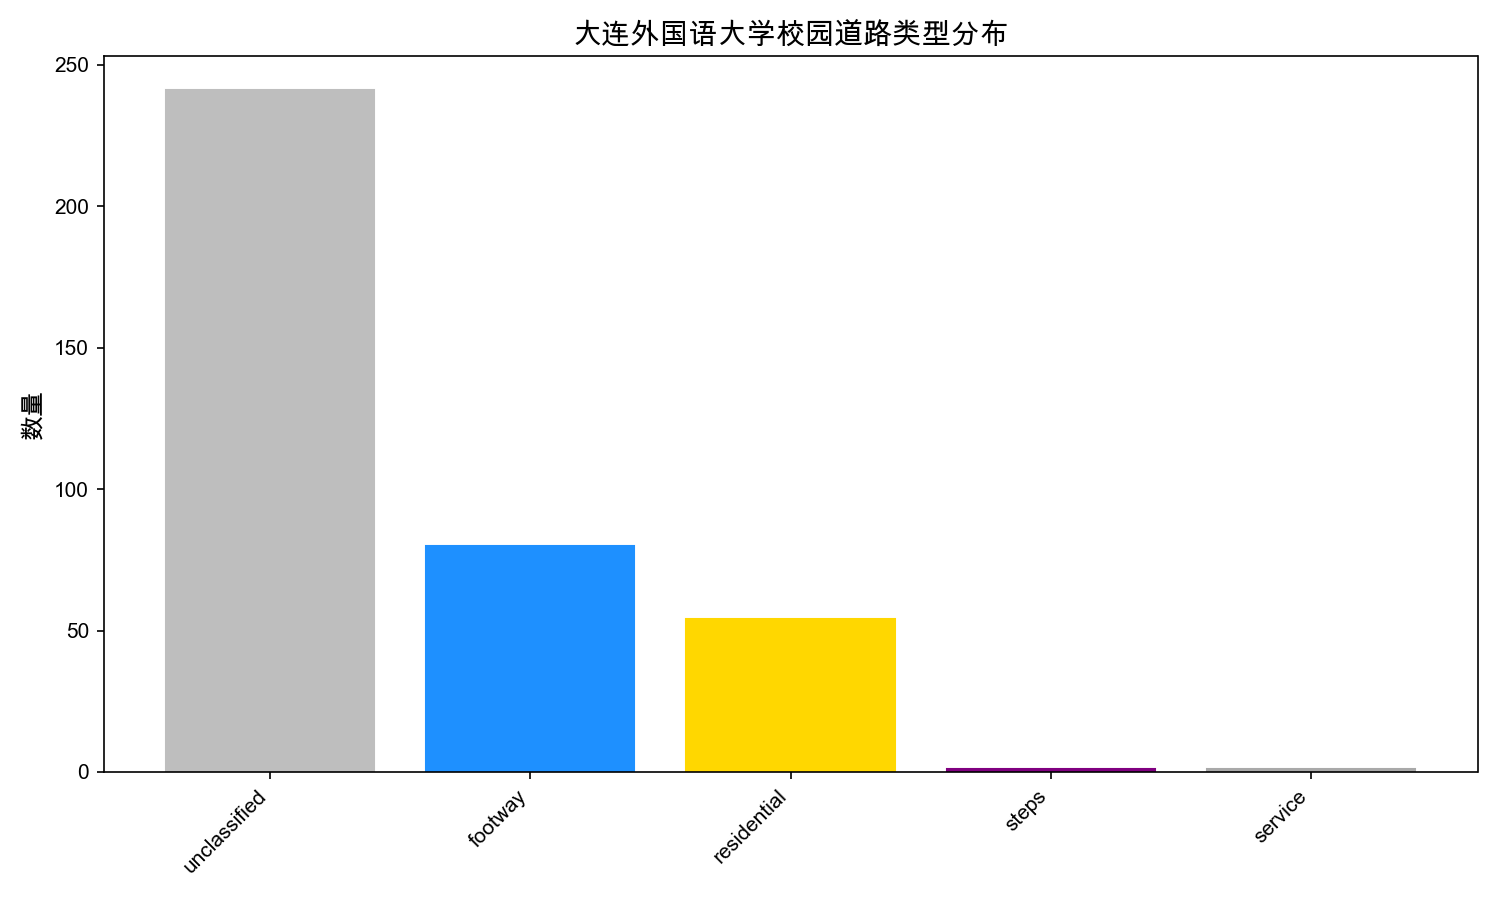 大连外国语大学校园道路类型分布
数量
250
200
150
100
50
0
unclassified
footway
residential
steps
service